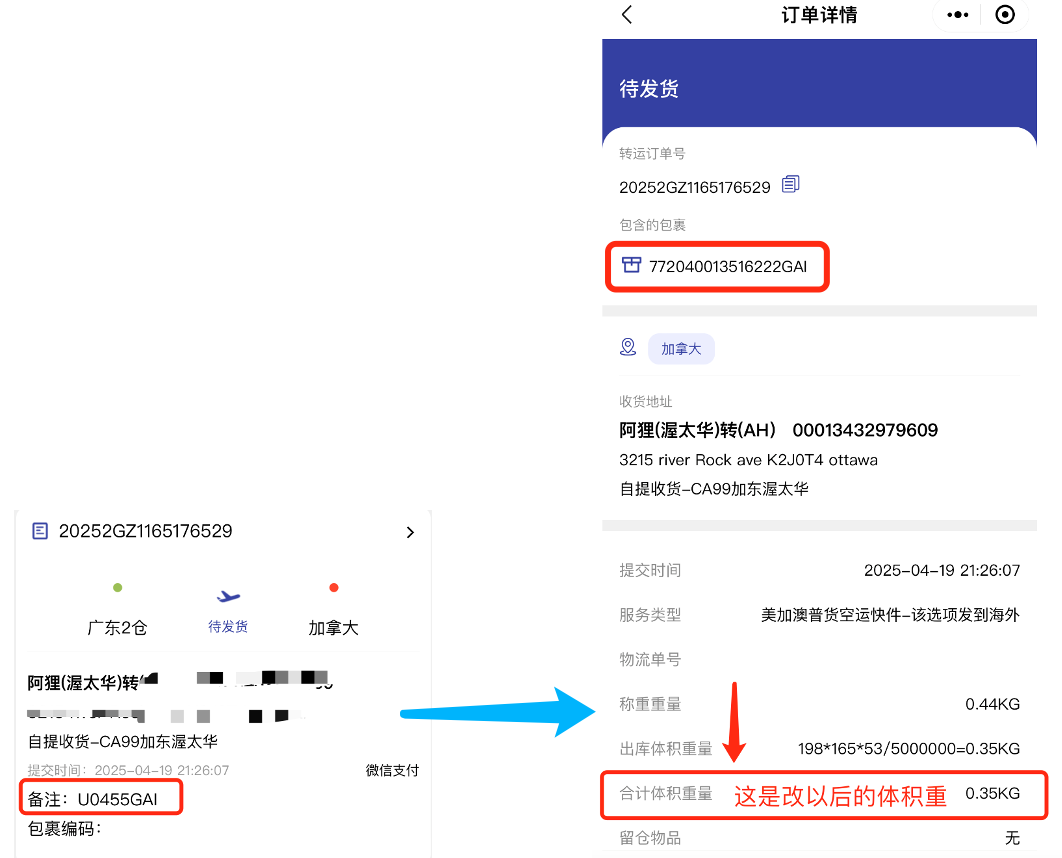 订单详情
待发货
转运订单号
20252GZ1165176529
包含的包裹
772040013516222GAI
加拿大
收货地址
阿狸(渥太华)转(AH) 00013432979609
3215 river Rock ave K2J0T4 ottawa
自提收货-CA99加东渥太华
提交时间 2025-04-19 21:26:07
服务类型 美加澳普货空运快件-该选项发到海外
物流单号
称重重量 0.44KG
出库体积重量 198*165*53/5000000=0.35KG
合计体积重量 这是改以后的体积重 0.35KG
留仓物品 无
20252GZ1165176529
广东2仓 待发货 加拿大
阿狸(渥太华)转
自提收货-CA99加东渥太华
提交时间: 2025-04-19 21:26:07 微信支付
备注: U0455GAI
包裹编码: